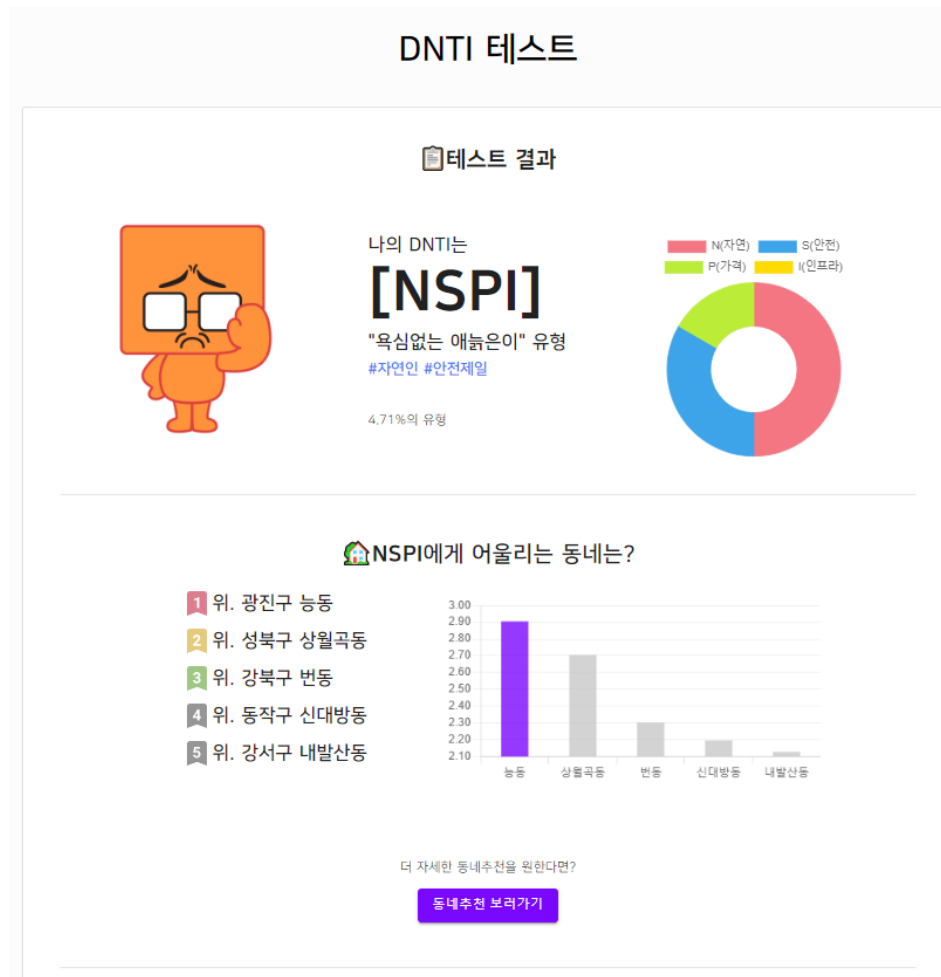 DNTI 테스트
📋테스트 결과
나의 DNTI는
[NSPI]
"욕심없는 애늙은이" 유형
#자연인 #안전제일
4.71%의 유형
N(자연) S(안전)
P(가격) I(인프라)
🏡NSPI에게 어울리는 동네는?
1 위. 광진구 능동
2 위. 성북구 상월곡동
3 위. 강북구 번동
4 위. 동작구 신대방동
5 위. 강서구 내발산동
3.00
2.90
2.80
2.70
2.60
2.50
2.40
2.30
2.20
2.10
능동 상월곡동 번동 신대방동 내발산동
더 자세한 동네추천을 원한다면?
동네추천 보러가기